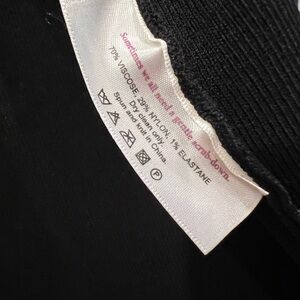 Sometimes we all need a gentle scrub-down.
70% VISCOSE, 29% NYLON, 1% ELASTANE
Dry clean only.
Spun and knit in China.
P